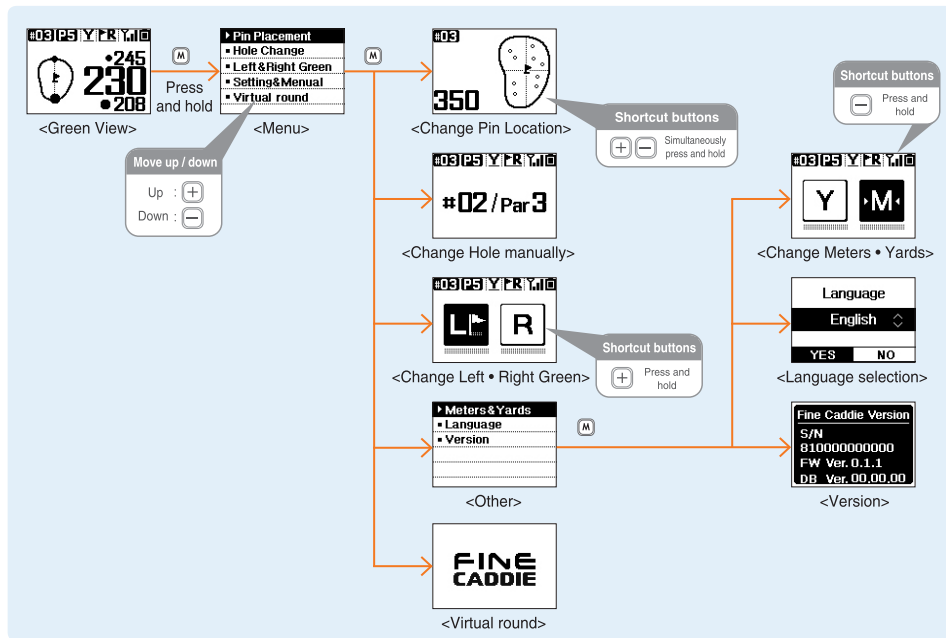 #03 P5 Y R
245
230
208
<Green View>
M
Press
and hold
Pin Placement
Hole Change
Left&Right Green
Setting&Menual
Virtual round
<Menu>
Move up / down
Up : +
Down : −
M
#03
350
<Change Pin Location>
Shortcut buttons
+ − Simultaneously
press and hold
#03 P5 Y R
#02/Par3
<Change Hole manually>
#03 P5 Y R
L R
<Change Left • Right Green>
Shortcut buttons
+ Press and
hold
Meters&Yards
Language
Version
<Other>
M
FINE
CADDIE
<Virtual round>
Shortcut buttons
− Press and
hold
#03 P5 Y R
Y M
<Change Meters • Yards>
Language
English
YES NO
<Language selection>
Fine Caddie Version
S/N
810000000000
FW Ver. 0.1.1
DB Ver. 00,00,00
<Version>